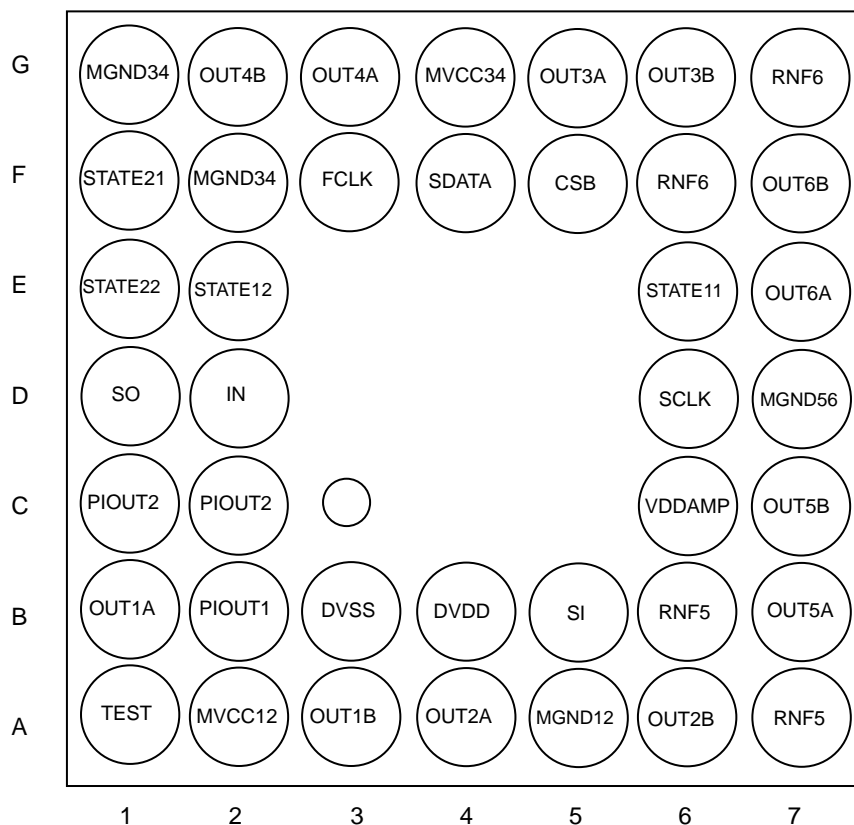 G MGND34 OUT4B OUT4A MVCC34 OUT3A OUT3B RNF6
F STATE21 MGND34 FCLK SDATA CSB RNF6 OUT6B
E STATE22 STATE12 STATE11 OUT6A
D SO IN SCLK MGND56
C PIOUT2 PIOUT2 VDDAMP OUT5B
B OUT1A PIOUT1 DVSS DVDD SI RNF5 OUT5A
A TEST MVCC12 OUT1B OUT2A MGND12 OUT2B RNF5
1 2 3 4 5 6 7